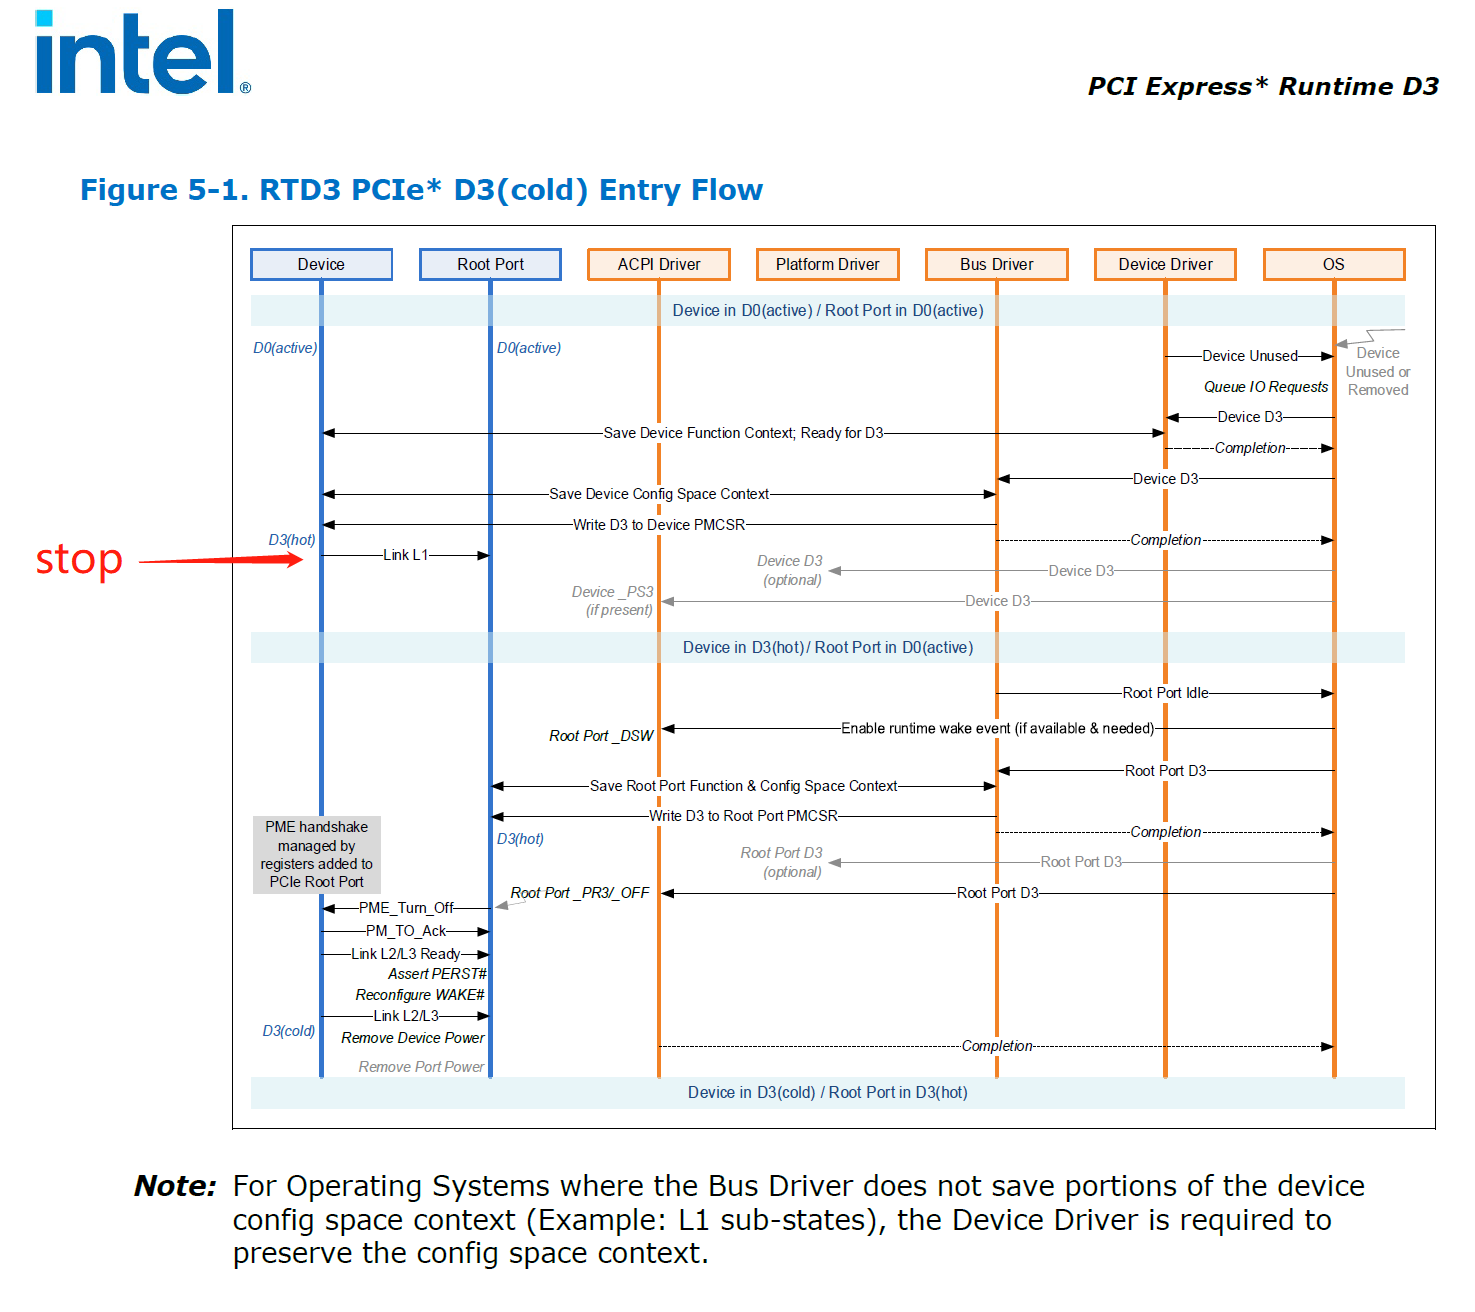 intel®
PCI Express* Runtime D3
Figure 5-1. RTD3 PCIe* D3(cold) Entry Flow
Device
Root Port
ACPI Driver
Platform Driver
Bus Driver
Device Driver
OS
Device in D0(active) / Root Port in D0(active)
D0(active)
D0(active)
Device Unused
Device
Unused or
Removed
Queue IO Requests
Device D3
Save Device Function Context; Ready for D3
Completion
Device D3
Save Device Config Space Context
Write D3 to Device PMCSR
D3(hot)
Completion
stop
Link L1
Device D3
(optional)
Device D3
Device _PS3
(if present)
Device D3
Device in D3(hot)/ Root Port in D0(active)
Root Port Idle
Root Port _DSW
Enable runtime wake event (if available & needed)
Root Port D3
Save Root Port Function & Config Space Context
Write D3 to Root Port PMCSR
PME handshake
managed by
registers added to
PCIe Root Port
D3(hot)
Completion
Root Port D3
(optional)
Root Port D3
Root Port _PR3/_OFF
Root Port D3
PME_Turn_Off
PM_TO_Ack
Link L2/L3 Ready
Assert PERST#
Reconfigure WAKE#
Link L2/L3
D3(cold)
Remove Device Power
Completion
Remove Port Power
Device in D3(cold) / Root Port in D3(hot)
Note: For Operating Systems where the Bus Driver does not save portions of the device
config space context (Example: L1 sub-states), the Device Driver is required to
preserve the config space context.